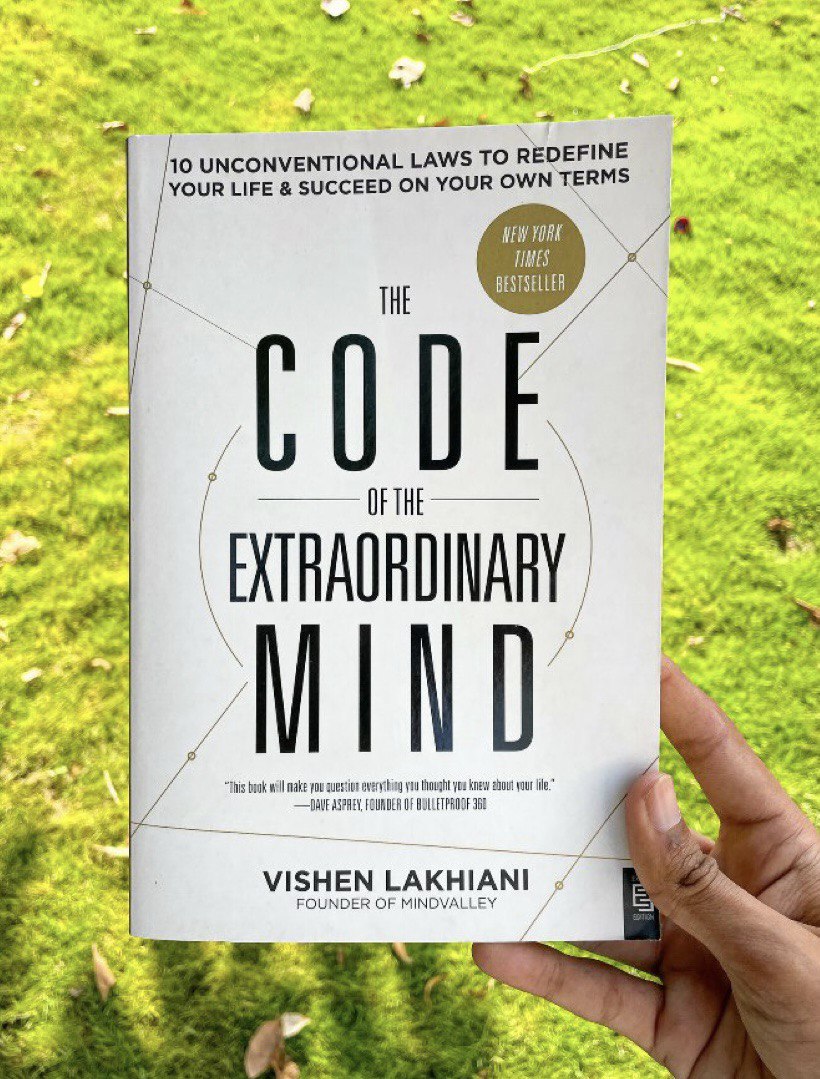 10 UNCONVENTIONAL LAWS TO REDEFINE
YOUR LIFE & SUCCEED ON YOUR OWN TERMS
NEW YORK
TIMES
BESTSELLER
THE
CODE
OF THE
EXTRAORDINARY
MIND
"This book will make you question everything you thought you knew about your life."
—DAVE ASPREY, FOUNDER OF BULLETPROOF 360
VISHEN LAKHIANI
FOUNDER OF MINDVALLEY
EDITION